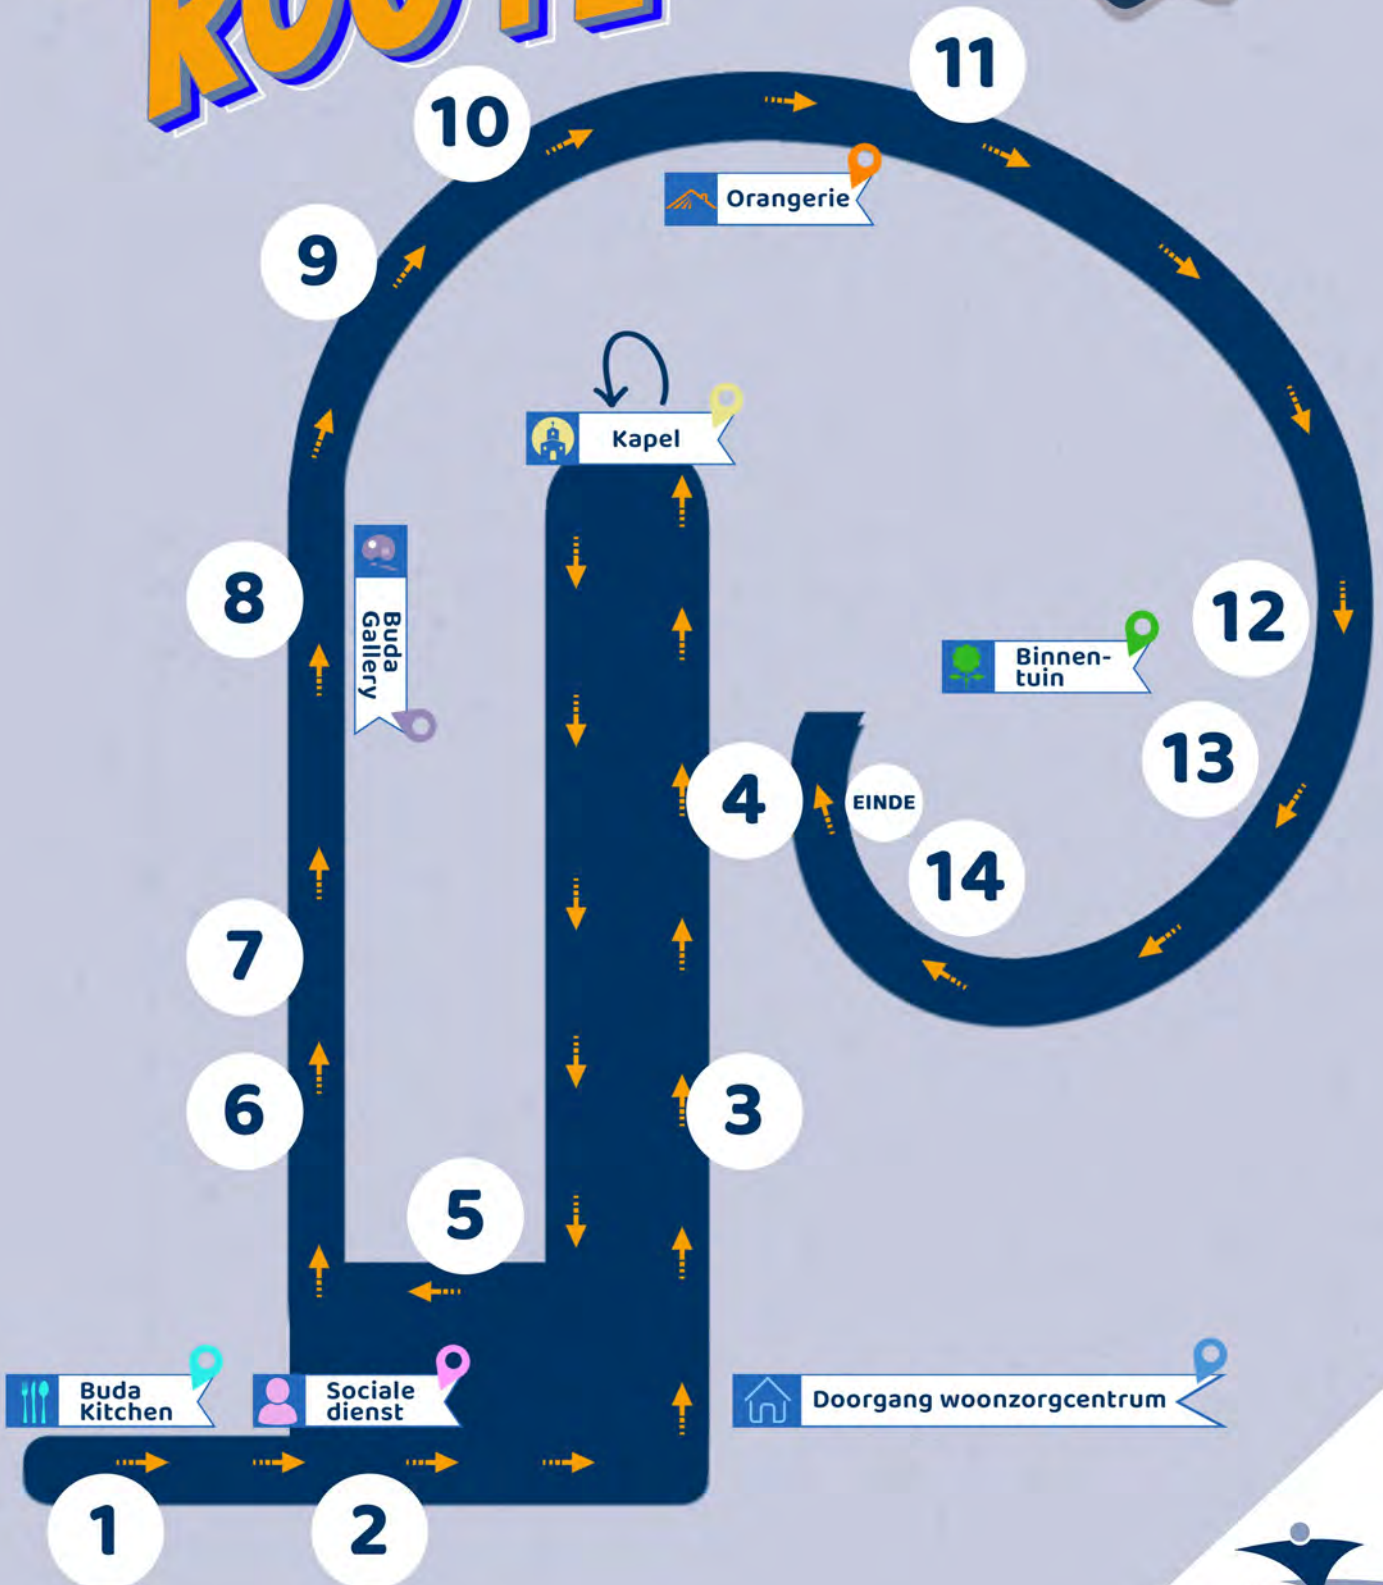 ROUTE
11
10
Orangerie
9
Kapel
8
Buda
Gallery
12
Binnen-
tuin
13
4
EINDE
14
7
6
3
5
Buda
Kitchen
Sociale
dienst
Doorgang woonzorgcentrum
1
2